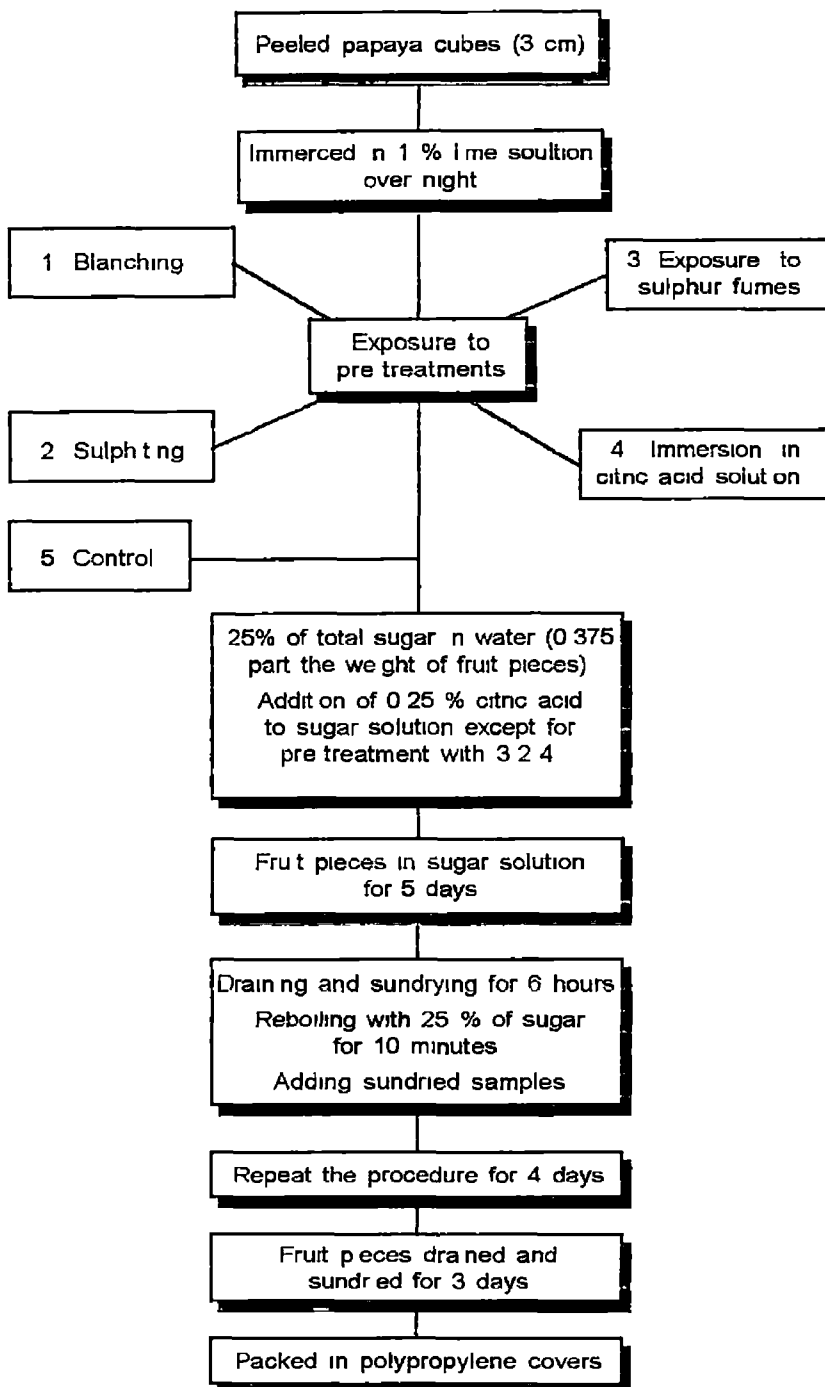 Peeled papaya cubes (3 cm)
Immerced n 1 % lime soultion
over night
1 Blanching
3 Exposure to
sulphur fumes
Exposure to
pre treatments
2 Sulph t ng
4 Immersion in
citric acid solut on
5 Control
25% of total sugar n water (0 375
part the weight of fruit pieces)
Addit on of 0 25 % citric acid
to sugar solution except for
pre treatment with 3 2 4
Fru t pieces in sugar solution
for 5 days
Drain ng and sundrying for 6 hours
Reboiling with 25 % of sugar
for 10 minutes
Adding sundried samples
Repeat the procedure for 4 days
Fruit p eces drained and
sundr ed for 3 days
Packed in polypropylene covers